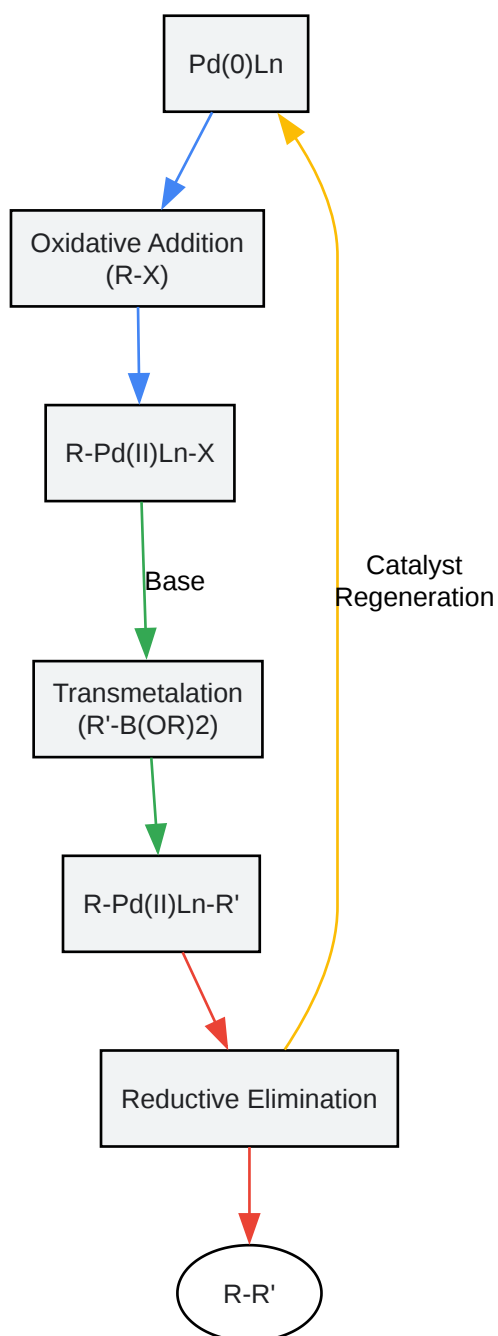 Pd(0)Ln
Oxidative Addition
(R-X)
R-Pd(II)Ln-X
Base
Catalyst
Regeneration
Transmetalation
(R'-B(OR)2)
R-Pd(II)Ln-R'
Reductive Elimination
R-R'